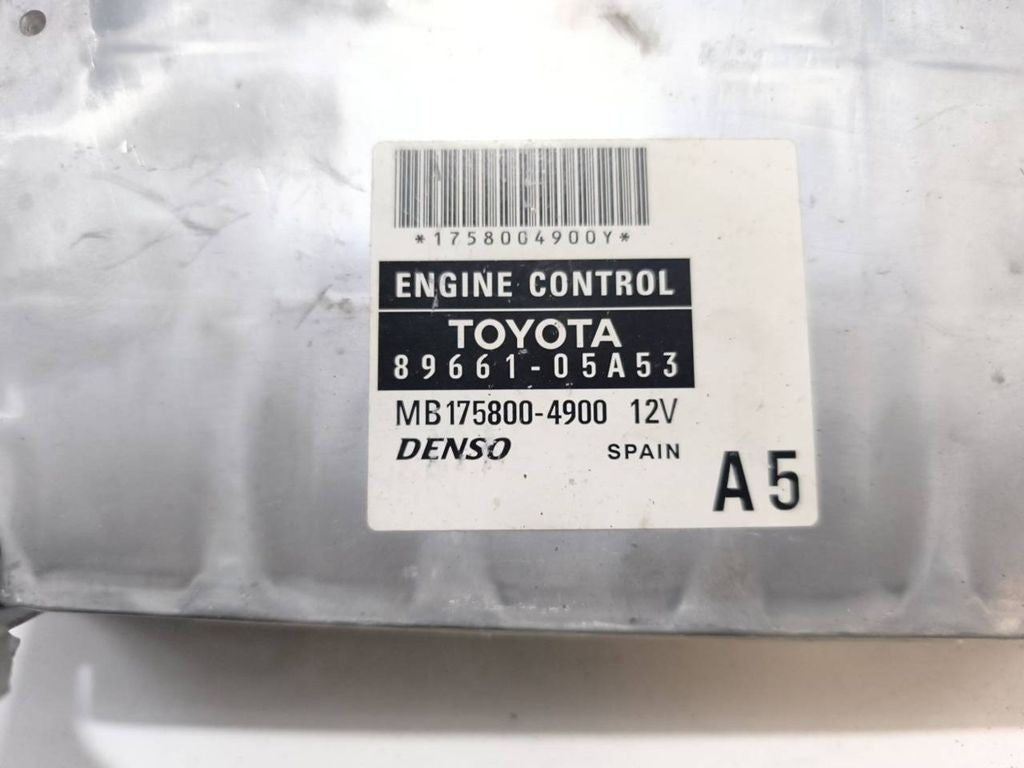 *1758004900Y*
ENGINE CONTROL
TOYOTA
89661-05A53
MB175800-4900 12V
DENSO SPAIN
A5